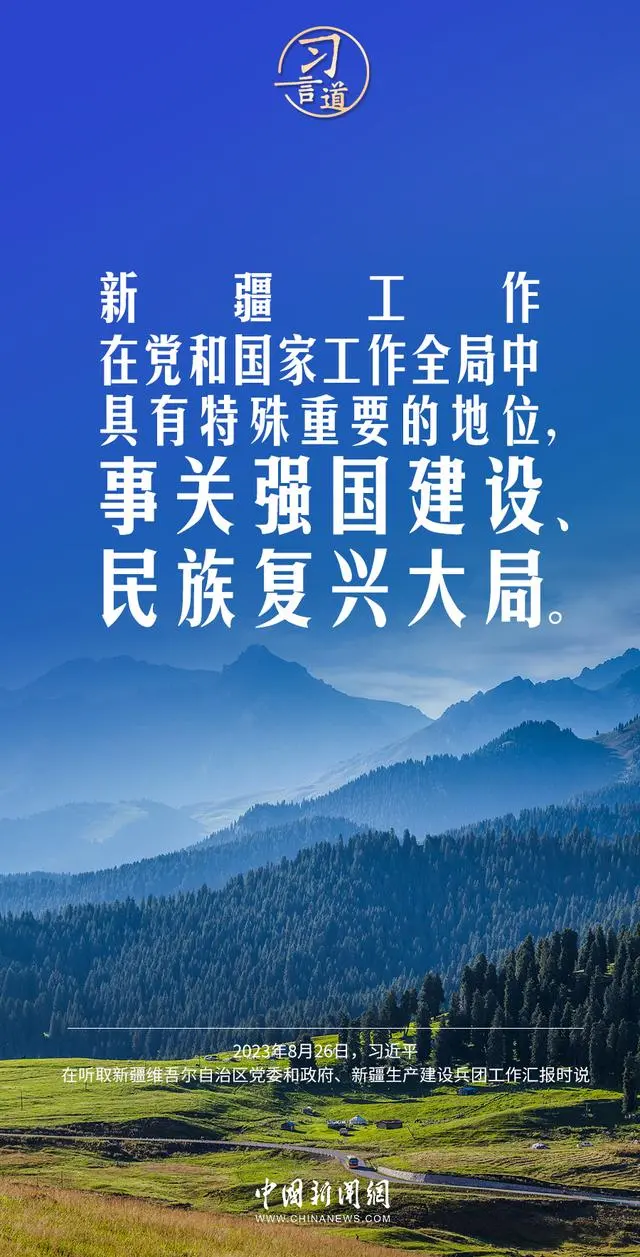 习
言道
新疆工作
在党和国家工作全局中
具有特殊重要的地位，
事关强国建设、
民族复兴大局。
2023年8月26日，习近平
在听取新疆维吾尔自治区党委和政府、新疆生产建设兵团工作汇报时说
中國新聞網
WWW.CHINANEWS.COM